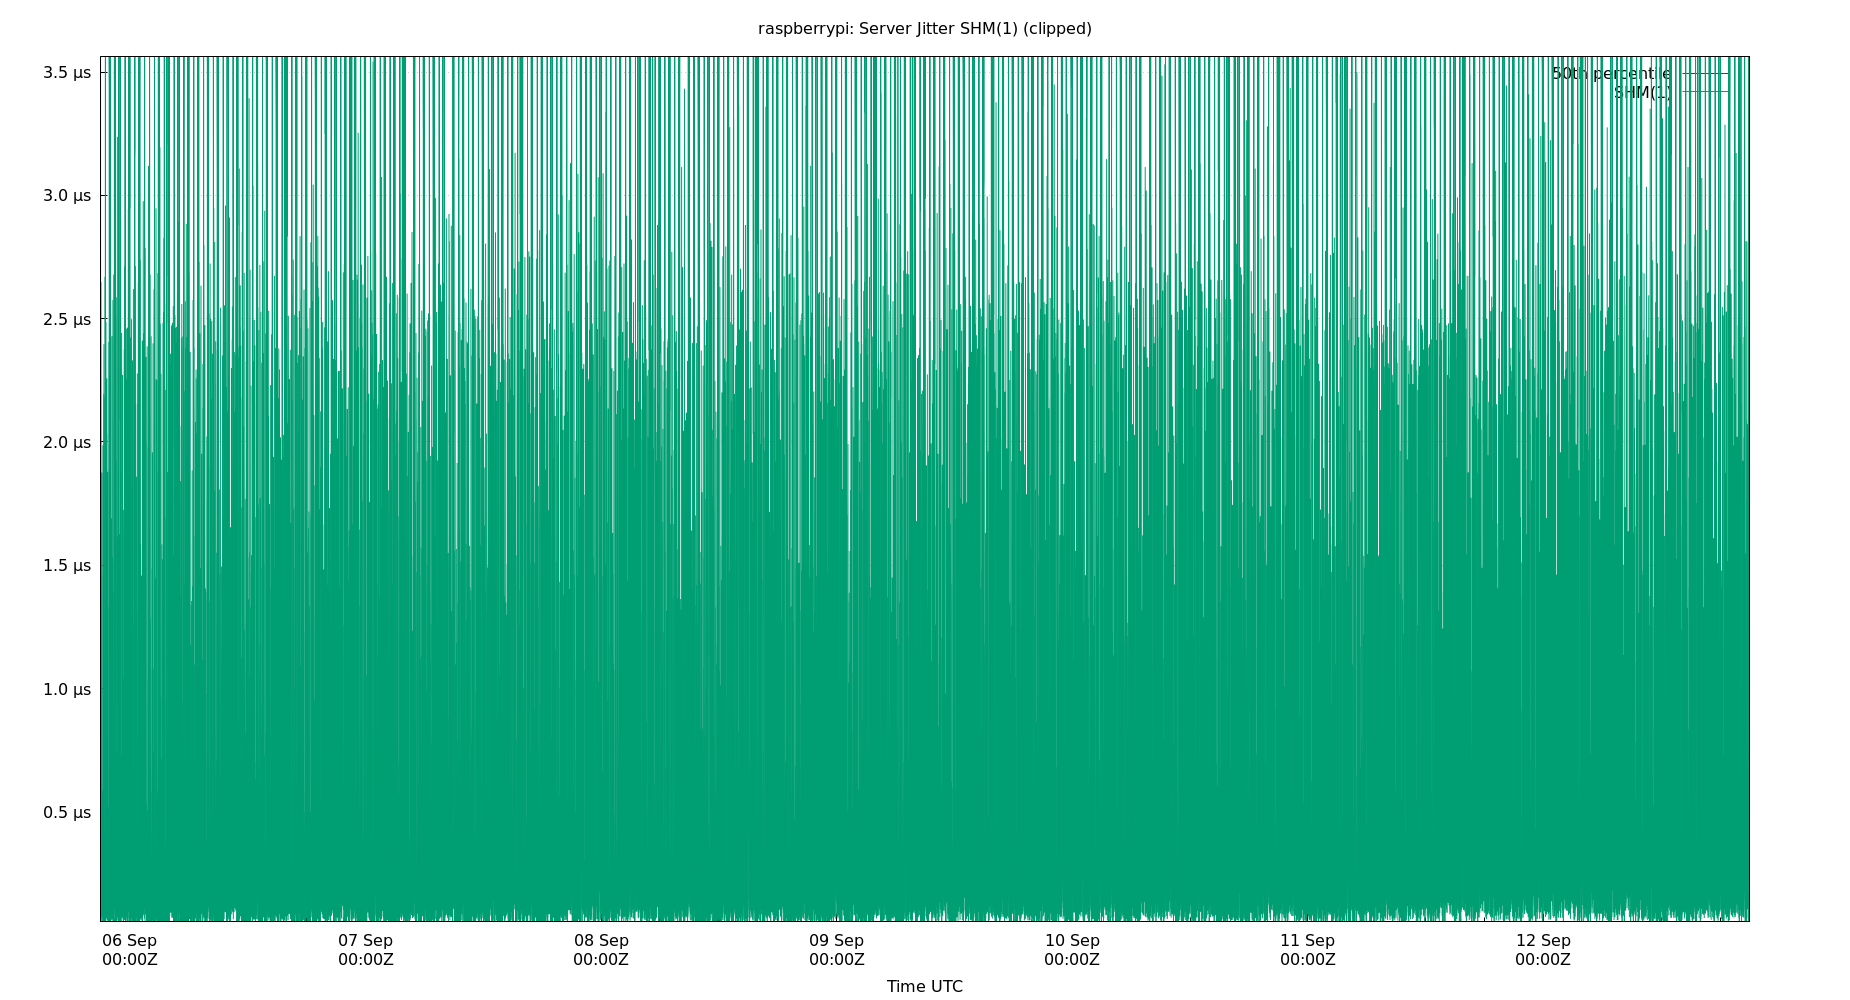 raspberrypi: Server Jitter SHM(1) (clipped)
3.5 µs
50th percentile
SHM(1)
3.0 µs
2.5 µs
2.0 µs
1.5 µs
1.0 µs
0.5 µs
06 Sep 07 Sep 08 Sep 09 Sep 10 Sep 11 Sep 12 Sep
00:00Z 00:00Z 00:00Z 00:00Z 00:00Z 00:00Z 00:00Z
Time UTC